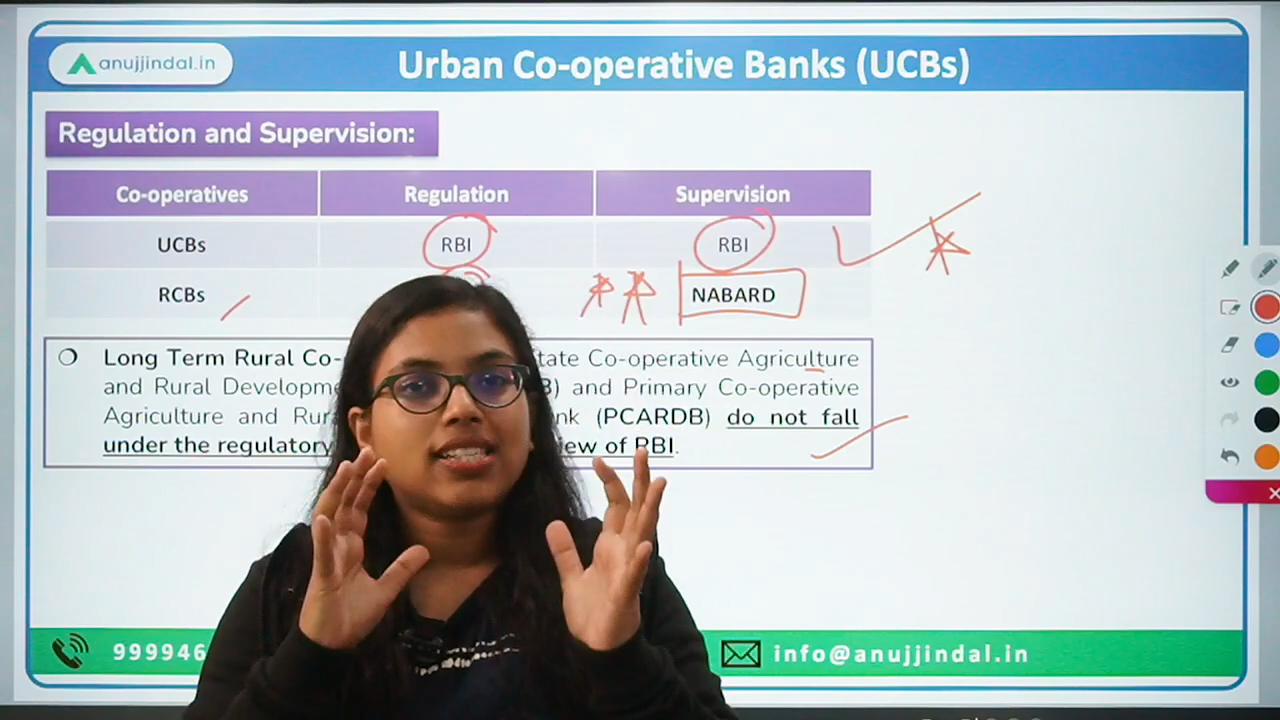 anujjindal.in
Urban Co-operative Banks (UCBs)
Regulation and Supervision:
Co-operatives Regulation Supervision
UCBs RBI RBI
RCBs NABARD
Long Term Rural Co- tate Co-operative Agriculture
and Rural Developme B) and Primary Co-operative
Agriculture and Rur nk (PCARDB) do not fall
under the regulatory iew of RBI.
999946
info@anujjindal.in